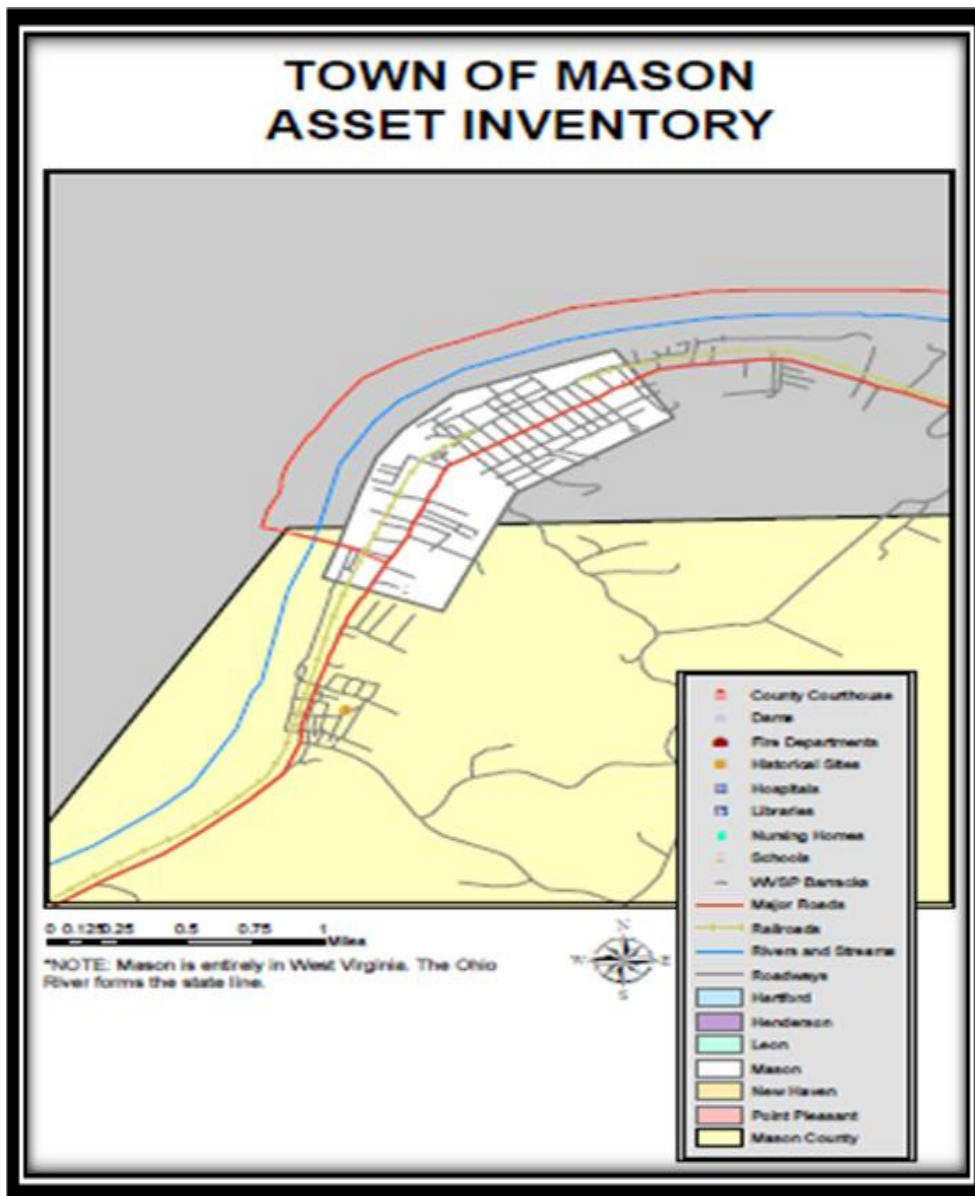 TOWN OF MASON
ASSET INVENTORY
County Courthouse
Dams
Fire Departments
Historical Sites
Hospitals
Libraries
Nursing Homes
Schools
WVSP Barracks
Major Roads
Railroads
Rivers and Streams
Roadways
Hartford
Henderson
Leon
Mason
New Haven
Point Pleasant
Mason County
0 0.125 0.25 0.5 0.75 1
Miles
*NOTE: Mason is entirely in West Virginia. The Ohio
River forms the state line.
N
W E
S